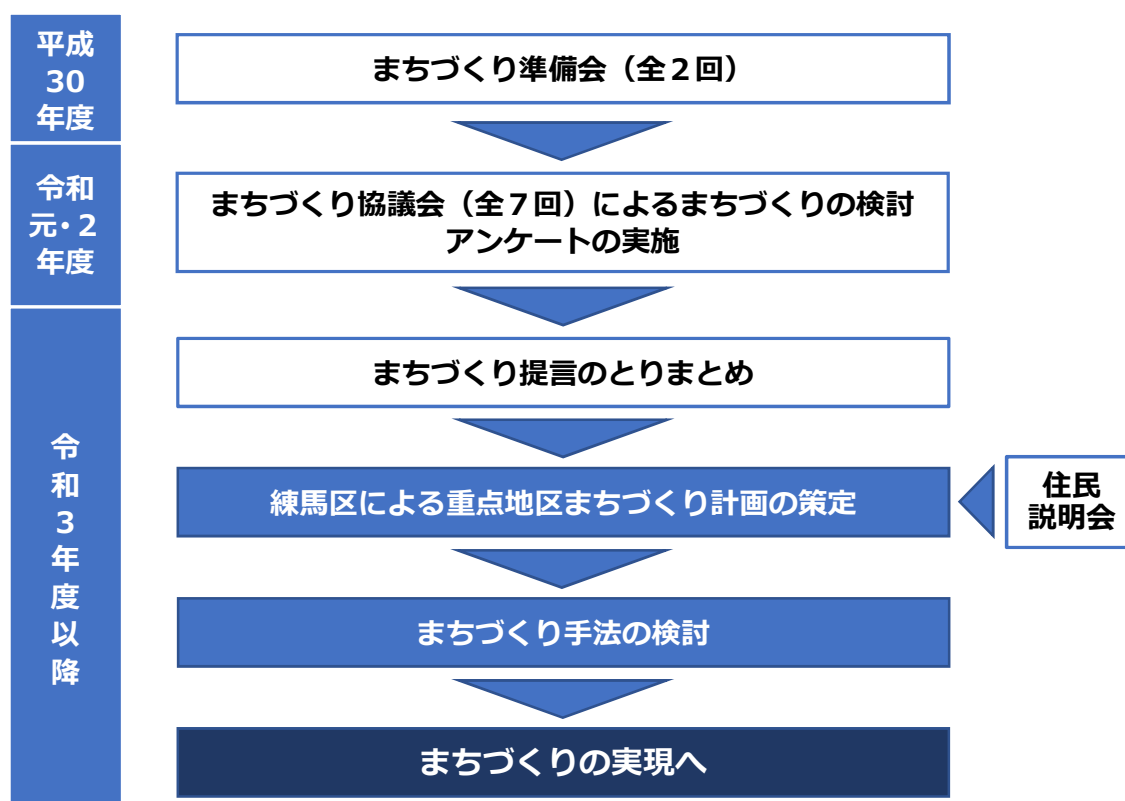 平成
30
年度
まちづくり準備会（全２回）
令和
元・２
年度
まちづくり協議会（全７回）によるまちづくりの検討
アンケートの実施
令和３年度以降
まちづくり提言のとりまとめ
練馬区による重点地区まちづくり計画の策定
住民
説明会
まちづくり手法の検討
まちづくりの実現へ